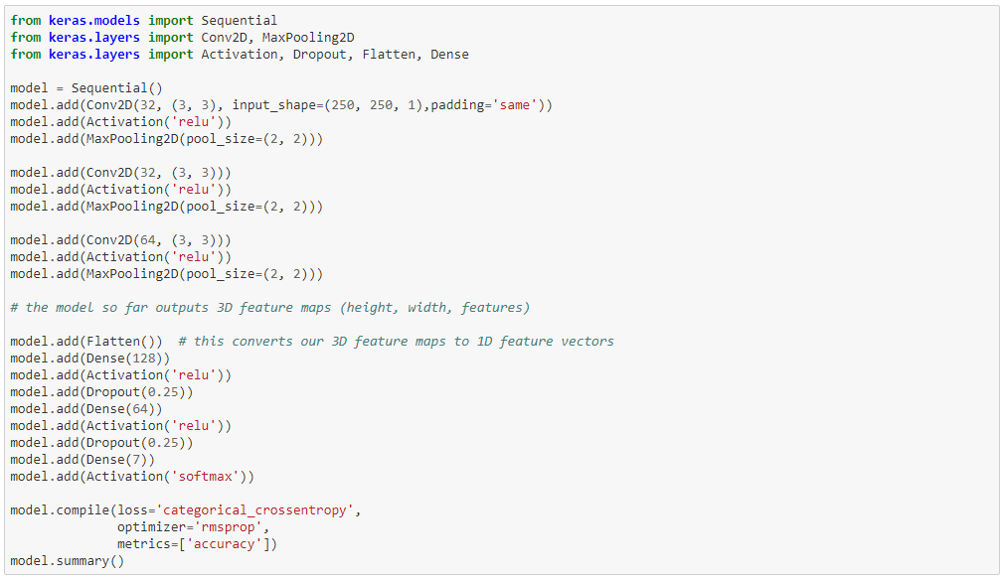 from keras.models import Sequential
from keras.layers import Conv2D, MaxPooling2D
from keras.layers import Activation, Dropout, Flatten, Dense

model = Sequential()
model.add(Conv2D(32, (3, 3), input_shape=(250, 250, 1),padding='same'))
model.add(Activation('relu'))
model.add(MaxPooling2D(pool_size=(2, 2)))

model.add(Conv2D(32, (3, 3)))
model.add(Activation('relu'))
model.add(MaxPooling2D(pool_size=(2, 2)))

model.add(Conv2D(64, (3, 3)))
model.add(Activation('relu'))
model.add(MaxPooling2D(pool_size=(2, 2)))

# the model so far outputs 3D feature maps (height, width, features)

model.add(Flatten())  # this converts our 3D feature maps to 1D feature vectors
model.add(Dense(128))
model.add(Activation('relu'))
model.add(Dropout(0.25))
model.add(Dense(64))
model.add(Activation('relu'))
model.add(Dropout(0.25))
model.add(Dense(7))
model.add(Activation('softmax'))

model.compile(loss='categorical_crossentropy',
              optimizer='rmsprop',
              metrics=['accuracy'])
model.summary()